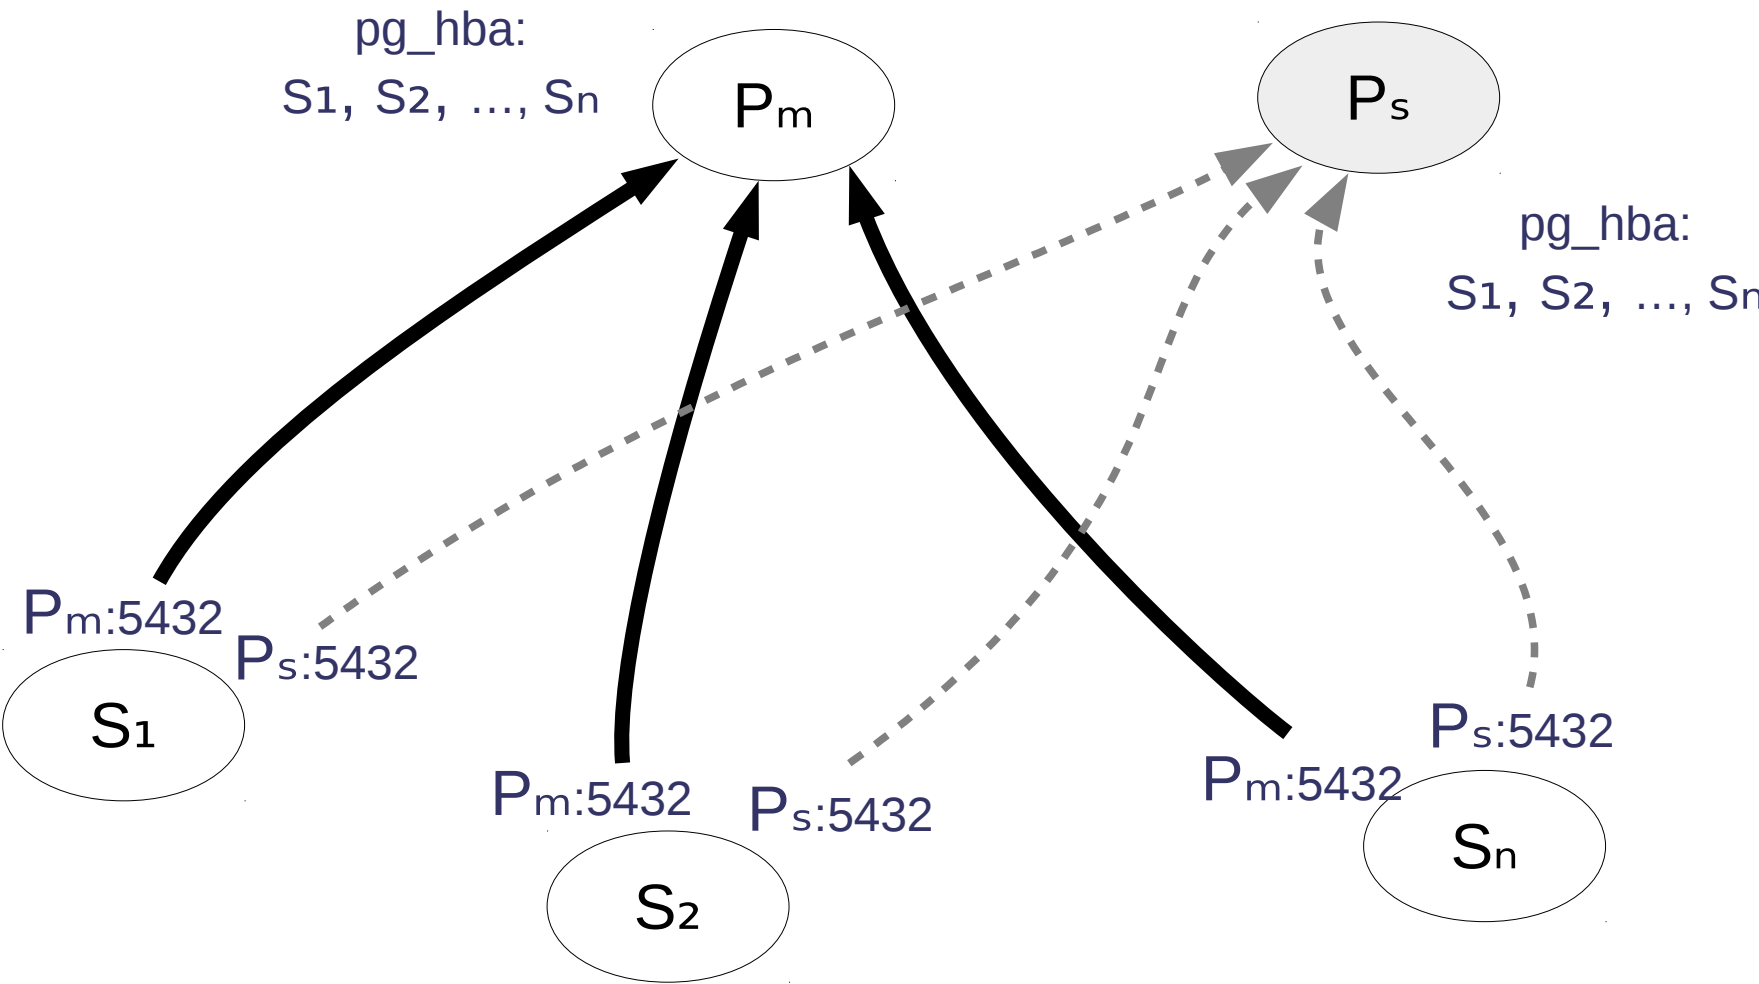 pg_hba:
S₁, S₂, ..., Sₙ
Pₘ
Pₛ
pg_hba:
S₁, S₂, ..., Sₙ
Pₘ:5432
Pₛ:5432
S₁
Pₘ:5432
Pₛ:5432
S₂
Pₛ:5432
Pₘ:5432
Sₙ